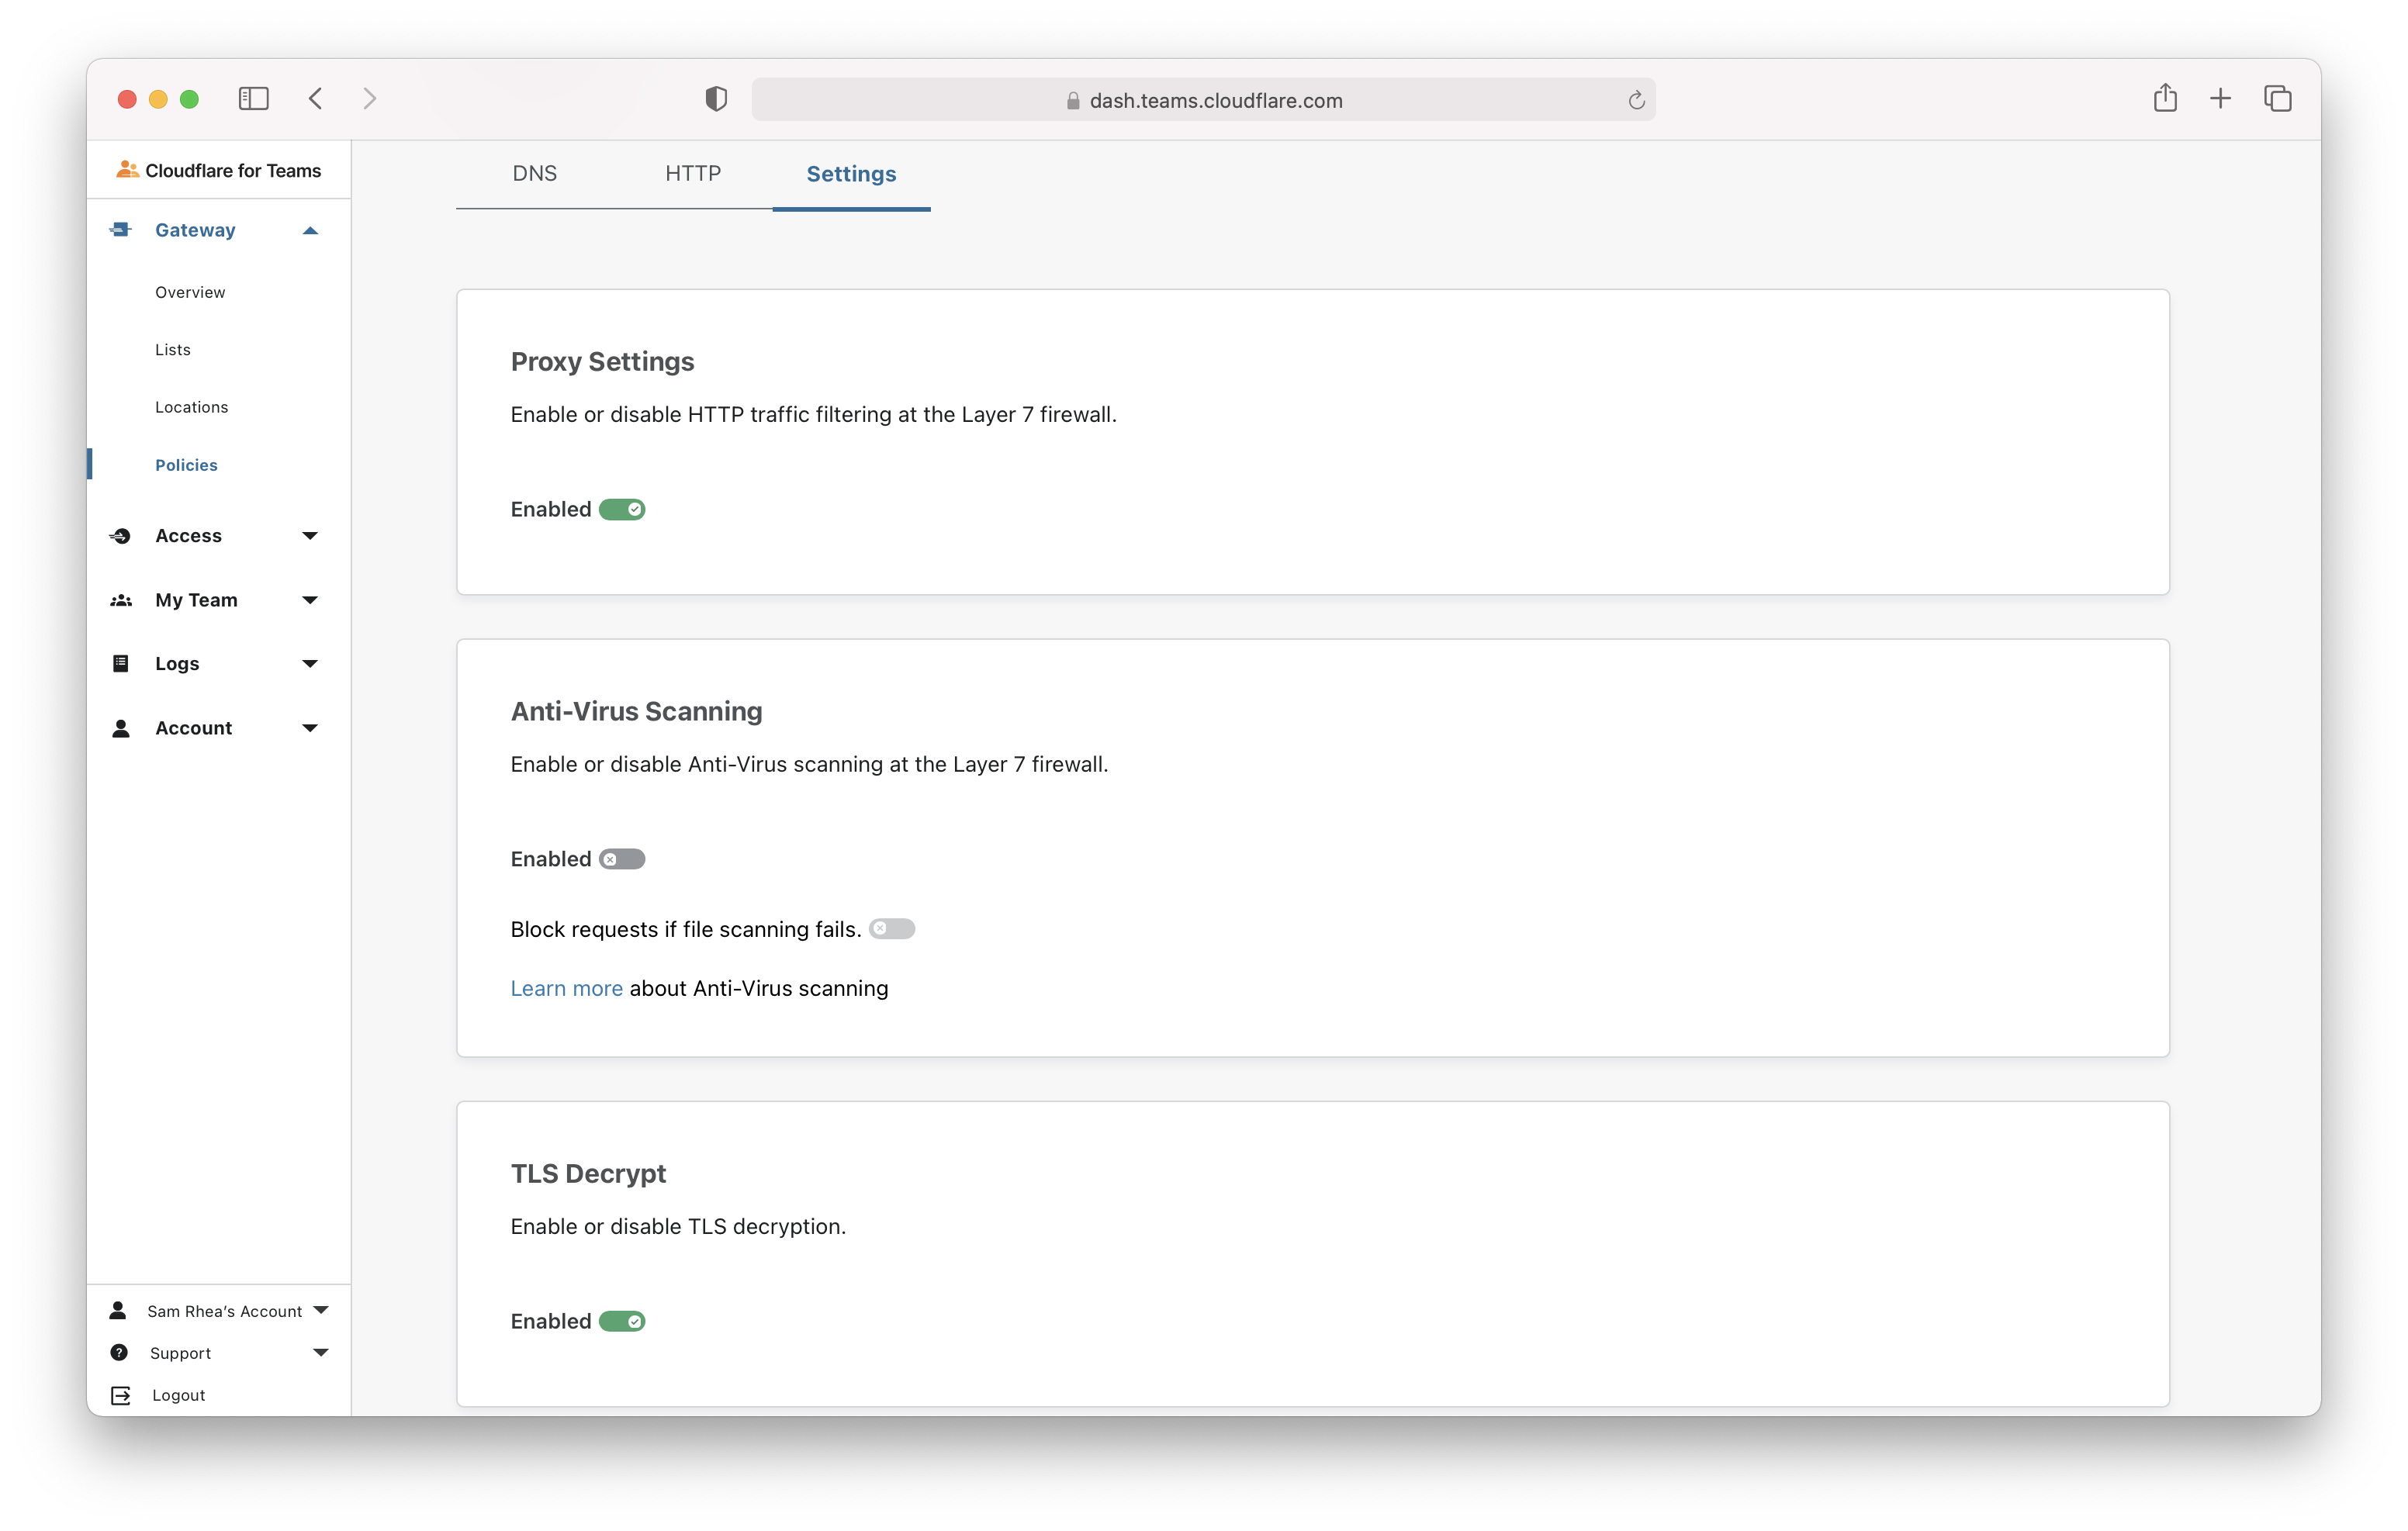 dash.teams.cloudflare.com
Cloudflare for Teams
Gateway
Overview
Lists
Locations
Policies
Access
My Team
Logs
Account
Sam Rhea's Account
Support
Logout
DNS HTTP Settings
Proxy Settings
Enable or disable HTTP traffic filtering at the Layer 7 firewall.
Enabled
Anti-Virus Scanning
Enable or disable Anti-Virus scanning at the Layer 7 firewall.
Enabled
Block requests if file scanning fails.
Learn more about Anti-Virus scanning
TLS Decrypt
Enable or disable TLS decryption.
Enabled